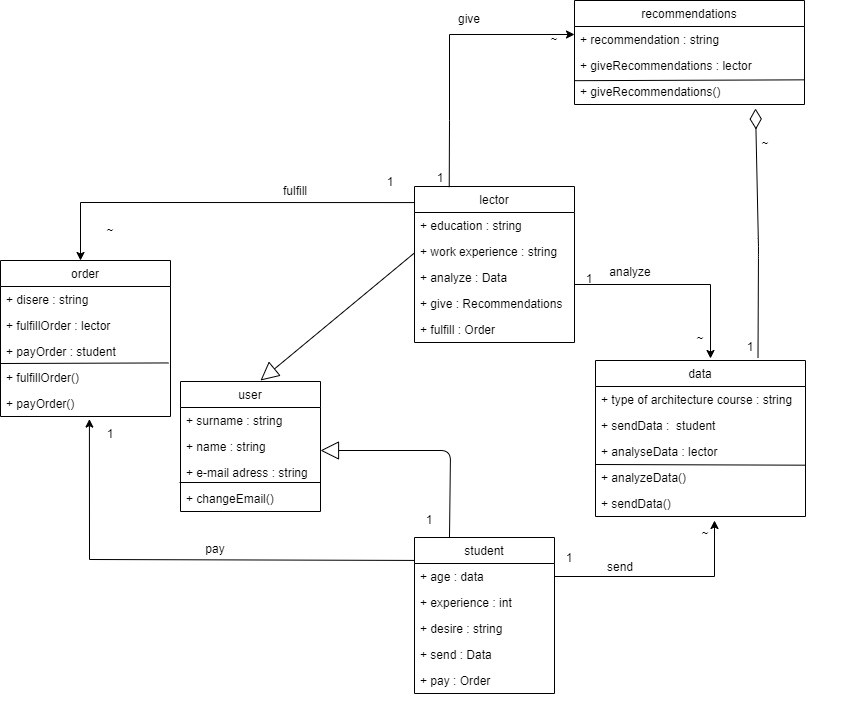 give
~
recommendations
+ recommendation : string
+ giveRecommendations : lector
+ giveRecommendations()
~
fulfill
1
1
~
lector
+ education : string
+ work experience : string
+ analyze : Data
+ give : Recommendations
+ fulfill : Order
1
analyze
~
1
order
+ disere : string
+ fulfillOrder : lector
+ payOrder : student
+ fulfillOrder()
+ payOrder()
1
user
+ surname : string
+ name : string
+ e-mail adress : string
+ changeEmail()
data
+ type of architecture course : string
+ sendData : student
+ analyseData : lector
+ analyzeData()
+ sendData()
~
1
pay
student
+ age : data
+ experience : int
+ desire : string
+ send : Data
+ pay : Order
1
send